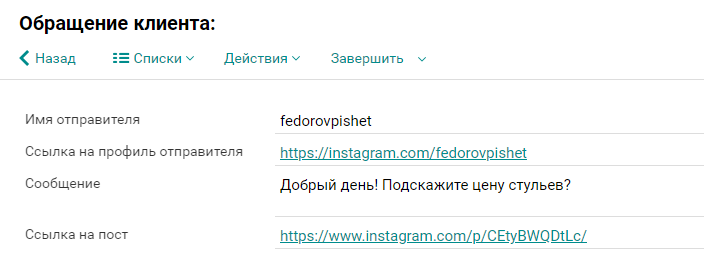 Обращение клиента:
Назад Списки Действия Завершить
Имя отправителя fedorovpishet
Ссылка на профиль отправителя https://instagram.com/fedorovpishet
Сообщение Добрый день! Подскажите цену стульев?
Ссылка на пост https://www.instagram.com/p/CEtyBWQDtLc/